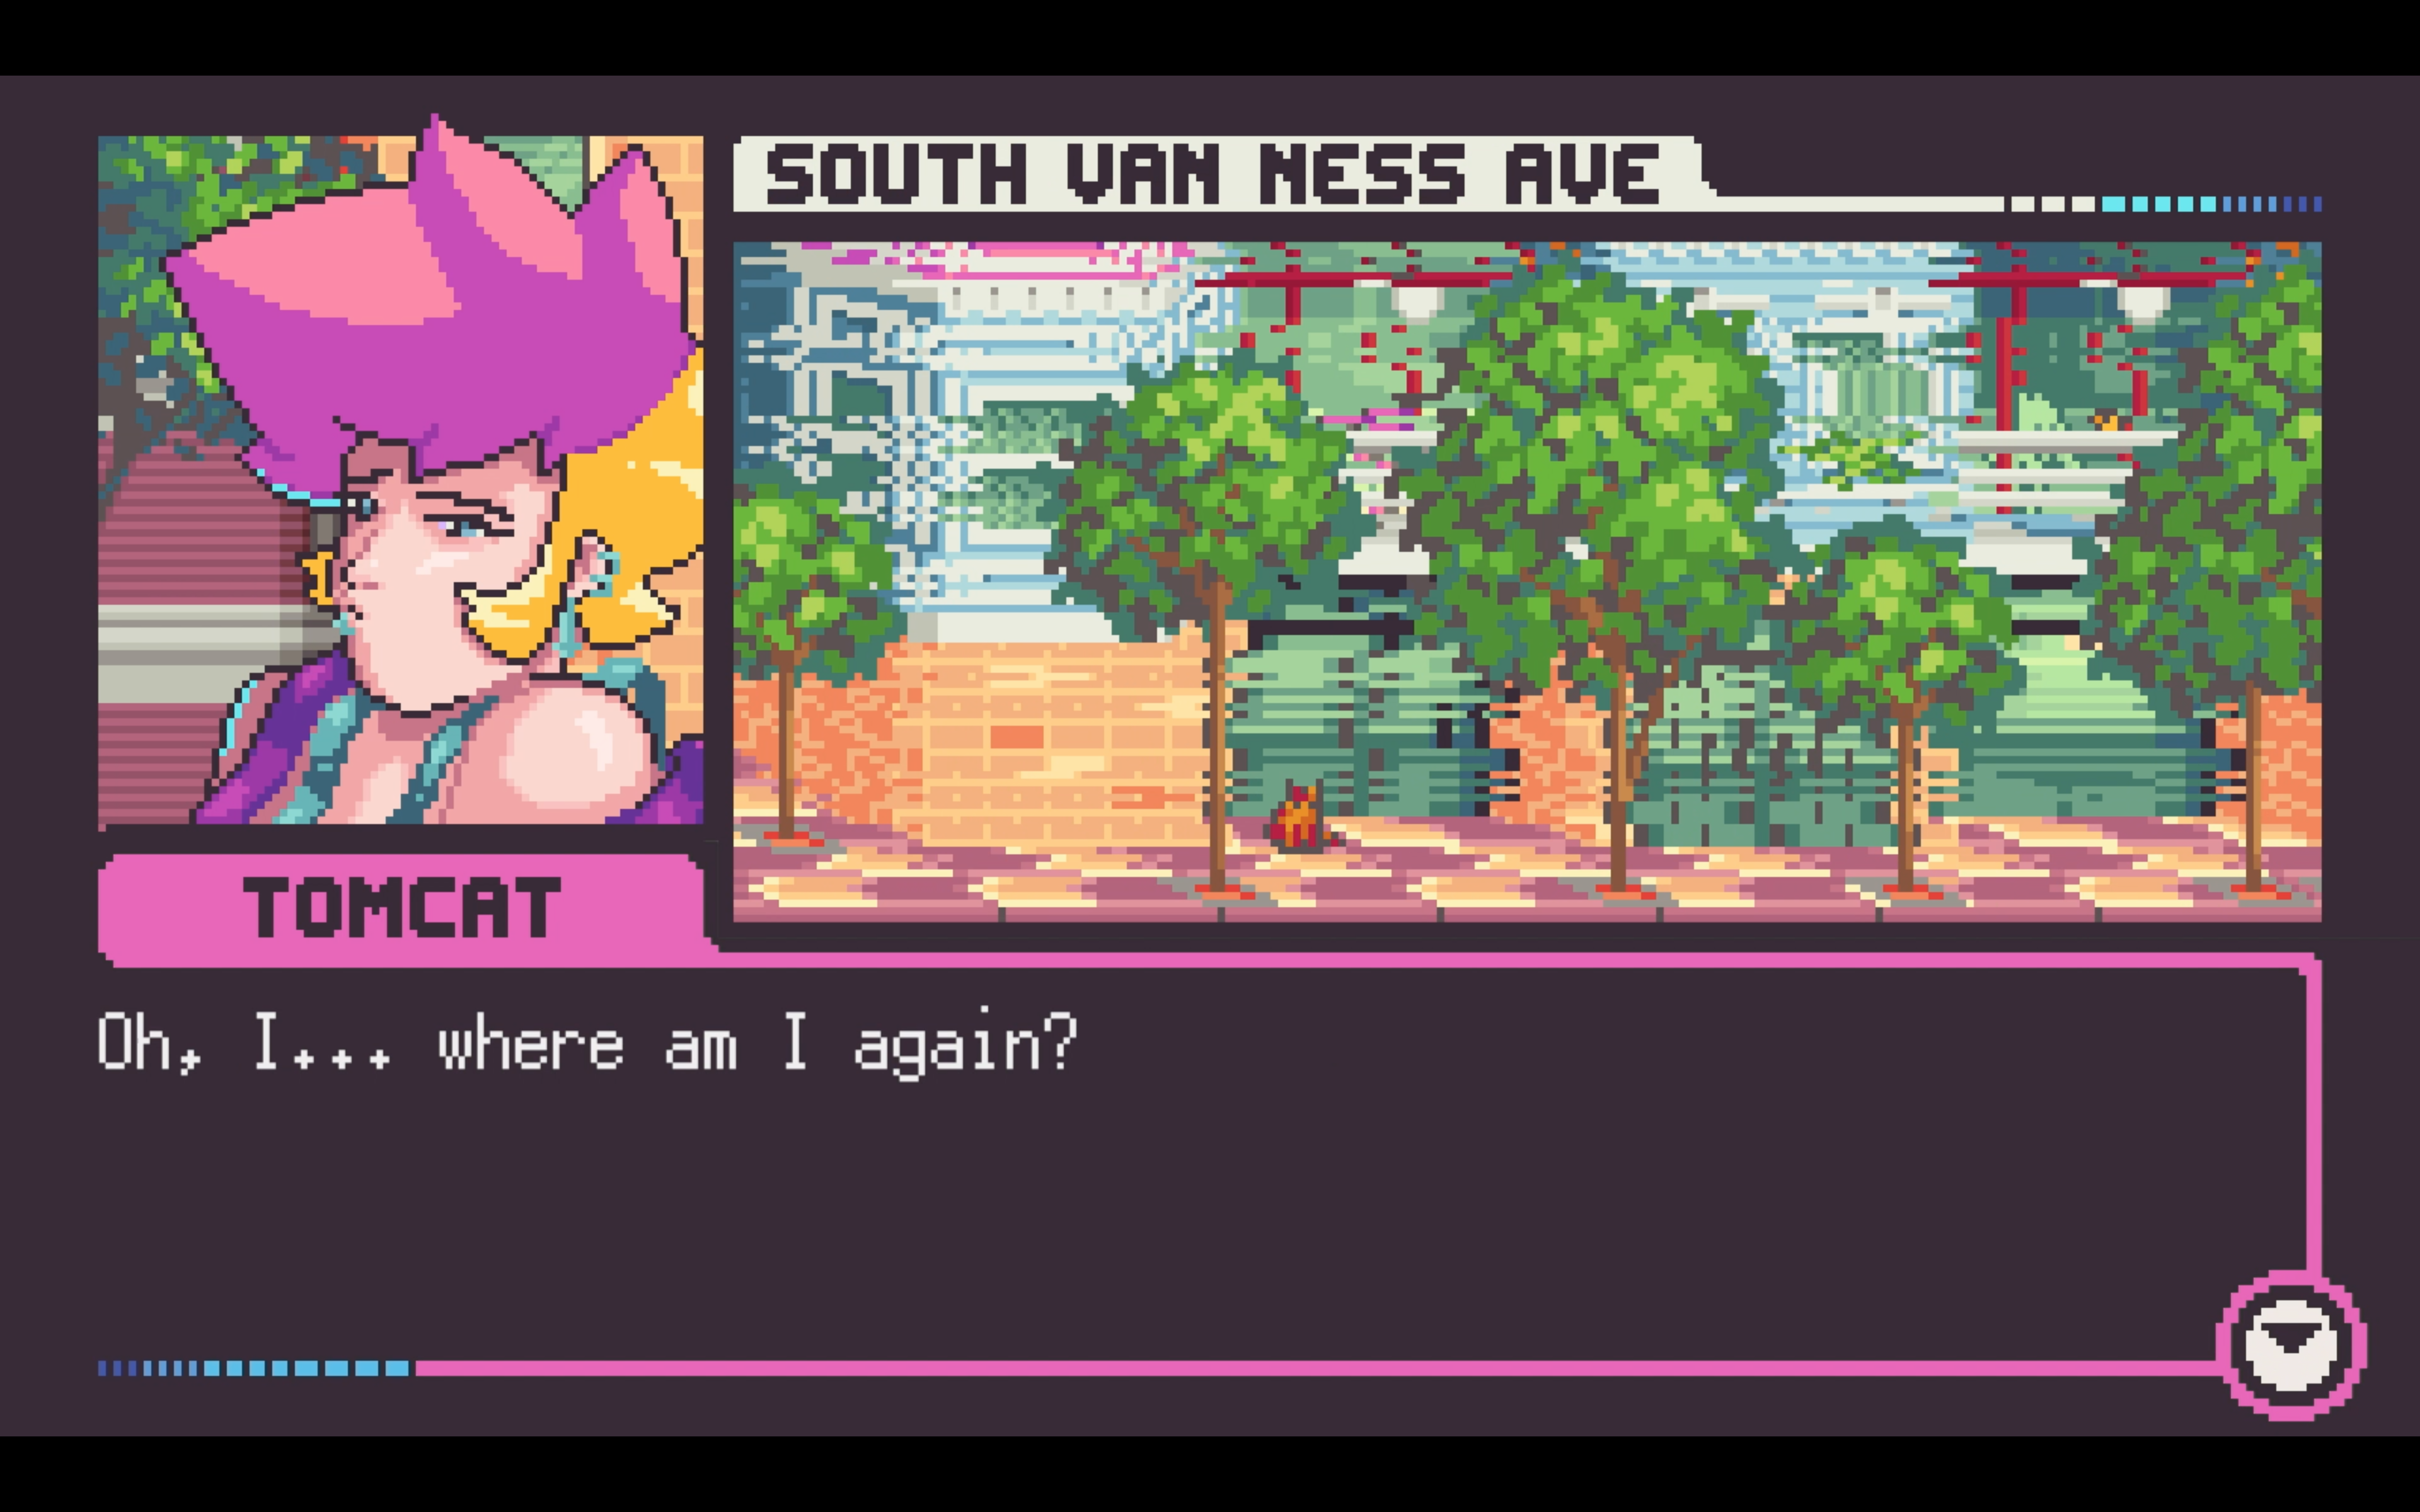 SOUTH VAN NESS AVE
TOMCAT
Oh, I... where am I again?